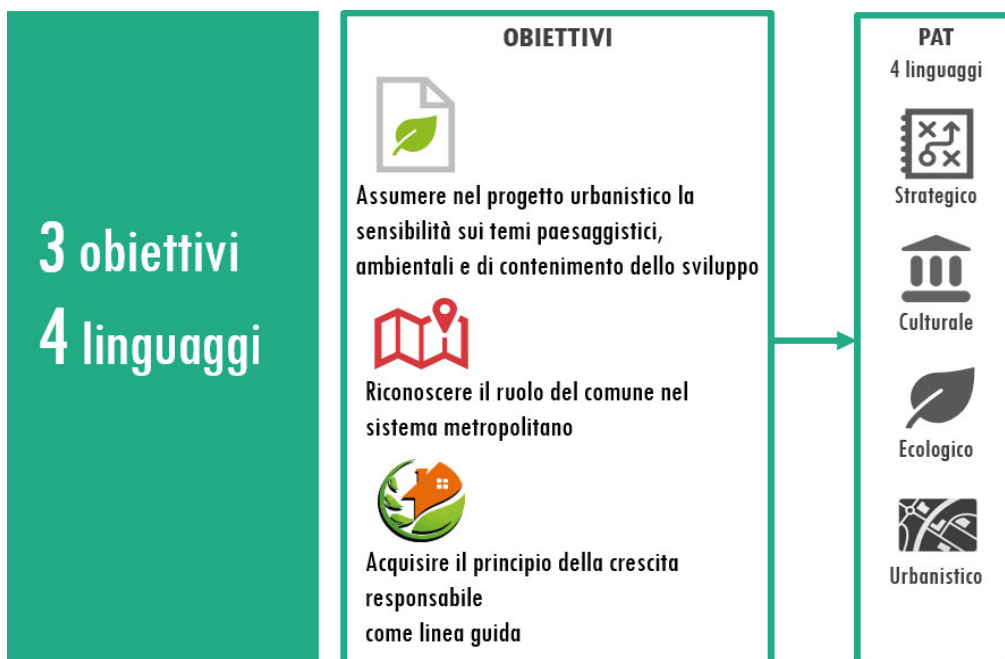 3 obiettivi
4 linguaggi
OBIETTIVI
Assumere nel progetto urbanistico la
sensibilità sui temi paesaggistici,
ambientali e di contenimento dello sviluppo
Riconoscere il ruolo del comune nel
sistema metropolitano
Acquisire il principio della crescita
responsabile
come linea guida
PAT
4 linguaggi
Strategico
Culturale
Ecologico
Urbanistico